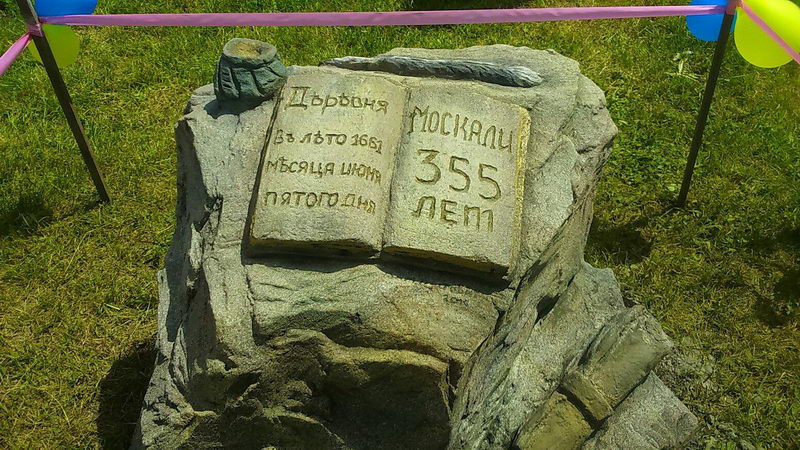 Дѣрѣвня
въ лѣто 1661
мѣсяца июня
пятого дня
МОСКАЛИ
355
ЛЕТ